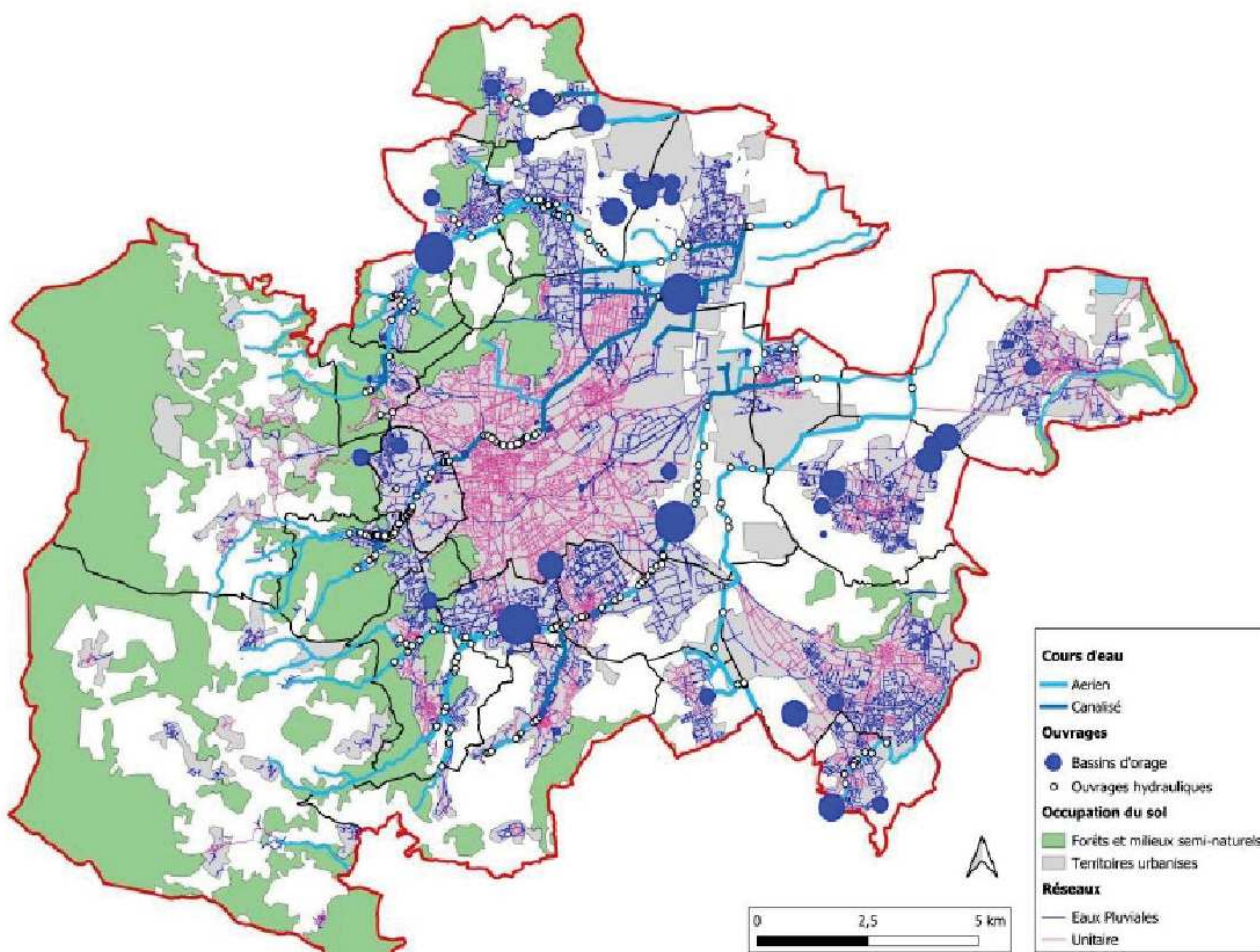 Cours d'eau
Aerien
Canalisé
Ouvrages
Bassins d'orage
Ouvrages hydrauliques
Occupation du sol
Forêts et milieux semi-naturels
Territoires urbanises
Réseaux
Eaux Pluviales
Unitaire
0 2,5 5 km